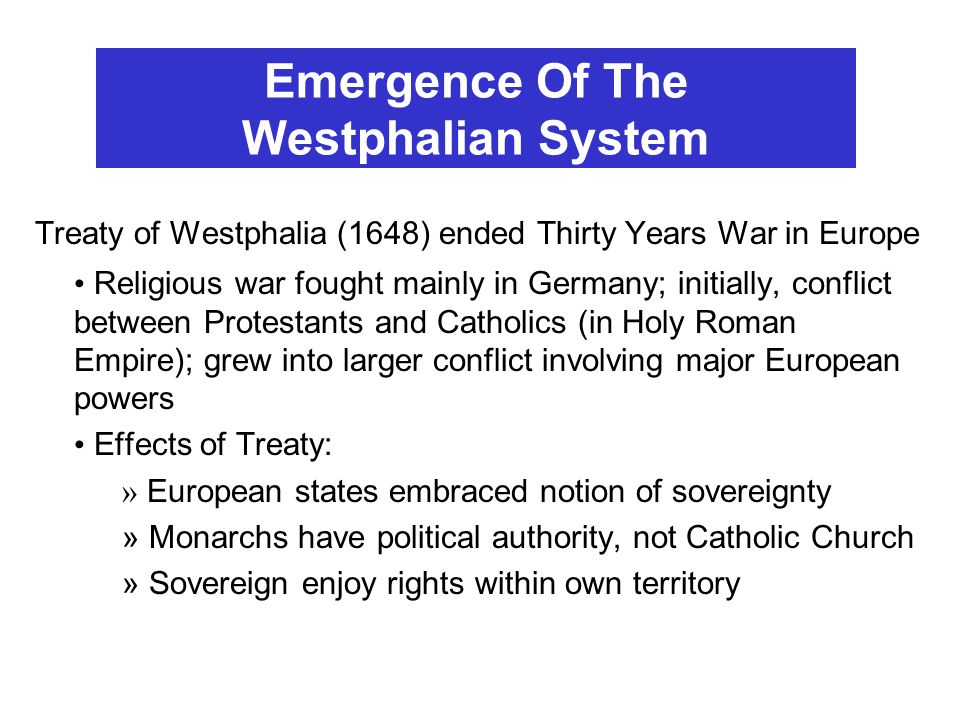 Emergence Of The
Westphalian System
Treaty of Westphalia (1648) ended Thirty Years War in Europe
• Religious war fought mainly in Germany; initially, conflict
between Protestants and Catholics (in Holy Roman
Empire); grew into larger conflict involving major European
powers
• Effects of Treaty:
» European states embraced notion of sovereignty
» Monarchs have political authority, not Catholic Church
» Sovereign enjoy rights within own territory